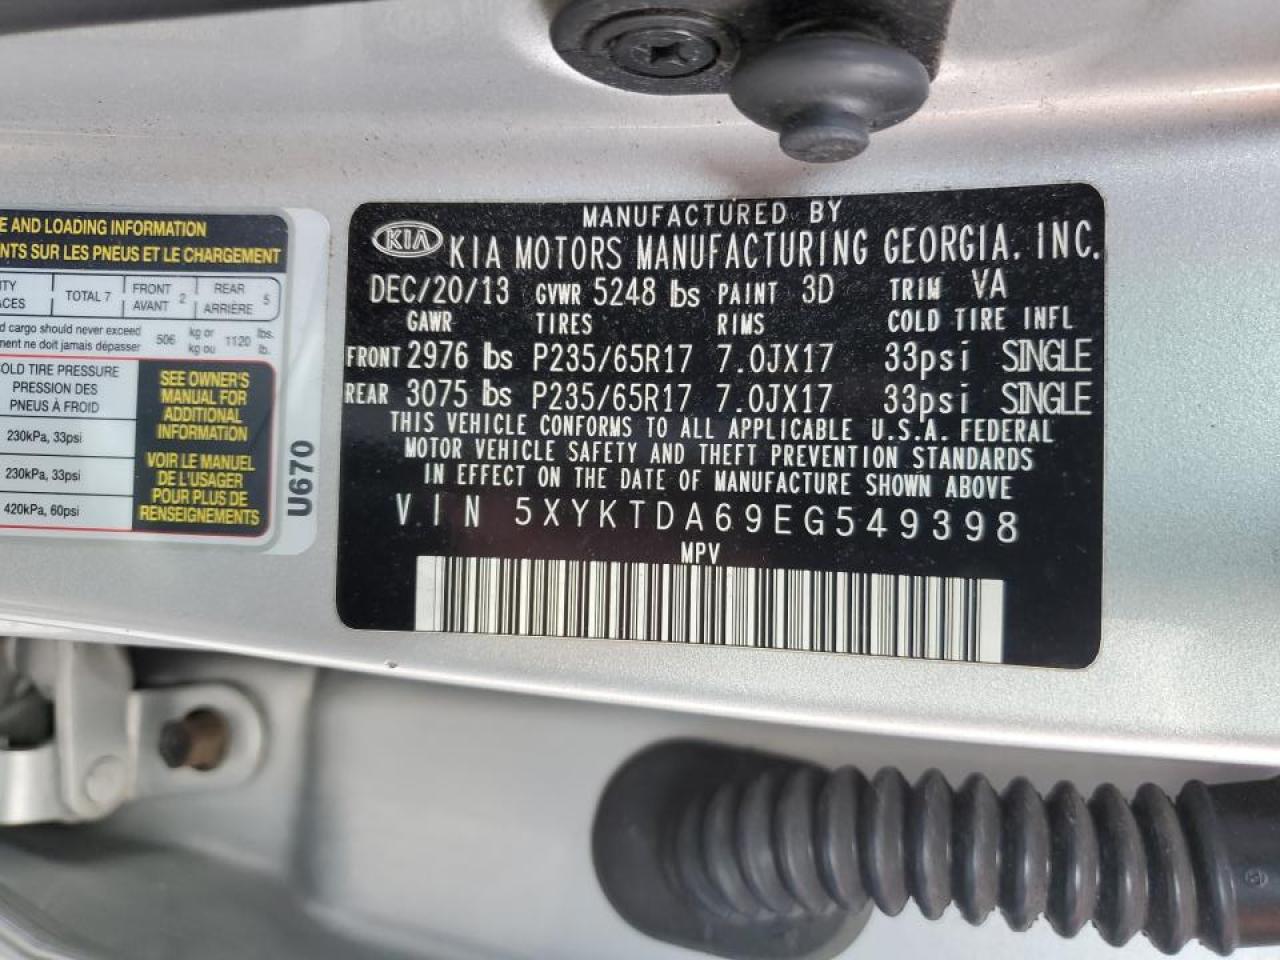 E AND LOADING INFORMATION
NTS SUR LES PNEUS ET LE CHARGEMENT
TOTAL 7
FRONT
AVANT 2
REAR
ARRIÈRE 5
d cargo should never exceed
ment ne doit jamais dépasser
506 kg or
kg ou
1120 lbs.
lb.
OLD TIRE PRESSURE
PRESSION DES
PNEUS À FROID
230kPa, 33psi
230kPa, 33psi
420kPa, 60psi
SEE OWNER'S
MANUAL FOR
ADDITIONAL
INFORMATION
VOIR LE MANUEL
DE L'USAGER
POUR PLUS DE
RENSEIGNEMENTS
U670
MANUFACTURED BY
KIA KIA MOTORS MANUFACTURING GEORGIA, INC.
DEC/20/13 GVWR 5248 lbs PAINT 3D TRIM VA
GAWR TIRES RIMS COLD TIRE INFL
FRONT 2976 lbs P235/65R17 7.0JX17 33psi SINGLE
REAR 3075 lbs P235/65R17 7.0JX17 33psi SINGLE
THIS VEHICLE CONFORMS TO ALL APPLICABLE U.S.A. FEDERAL
MOTOR VEHICLE SAFETY AND THEFT PREVENTION STANDARDS
IN EFFECT ON THE DATE OF MANUFACTURE SHOWN ABOVE
VIN 5XYKTDA69EG549398
MPV